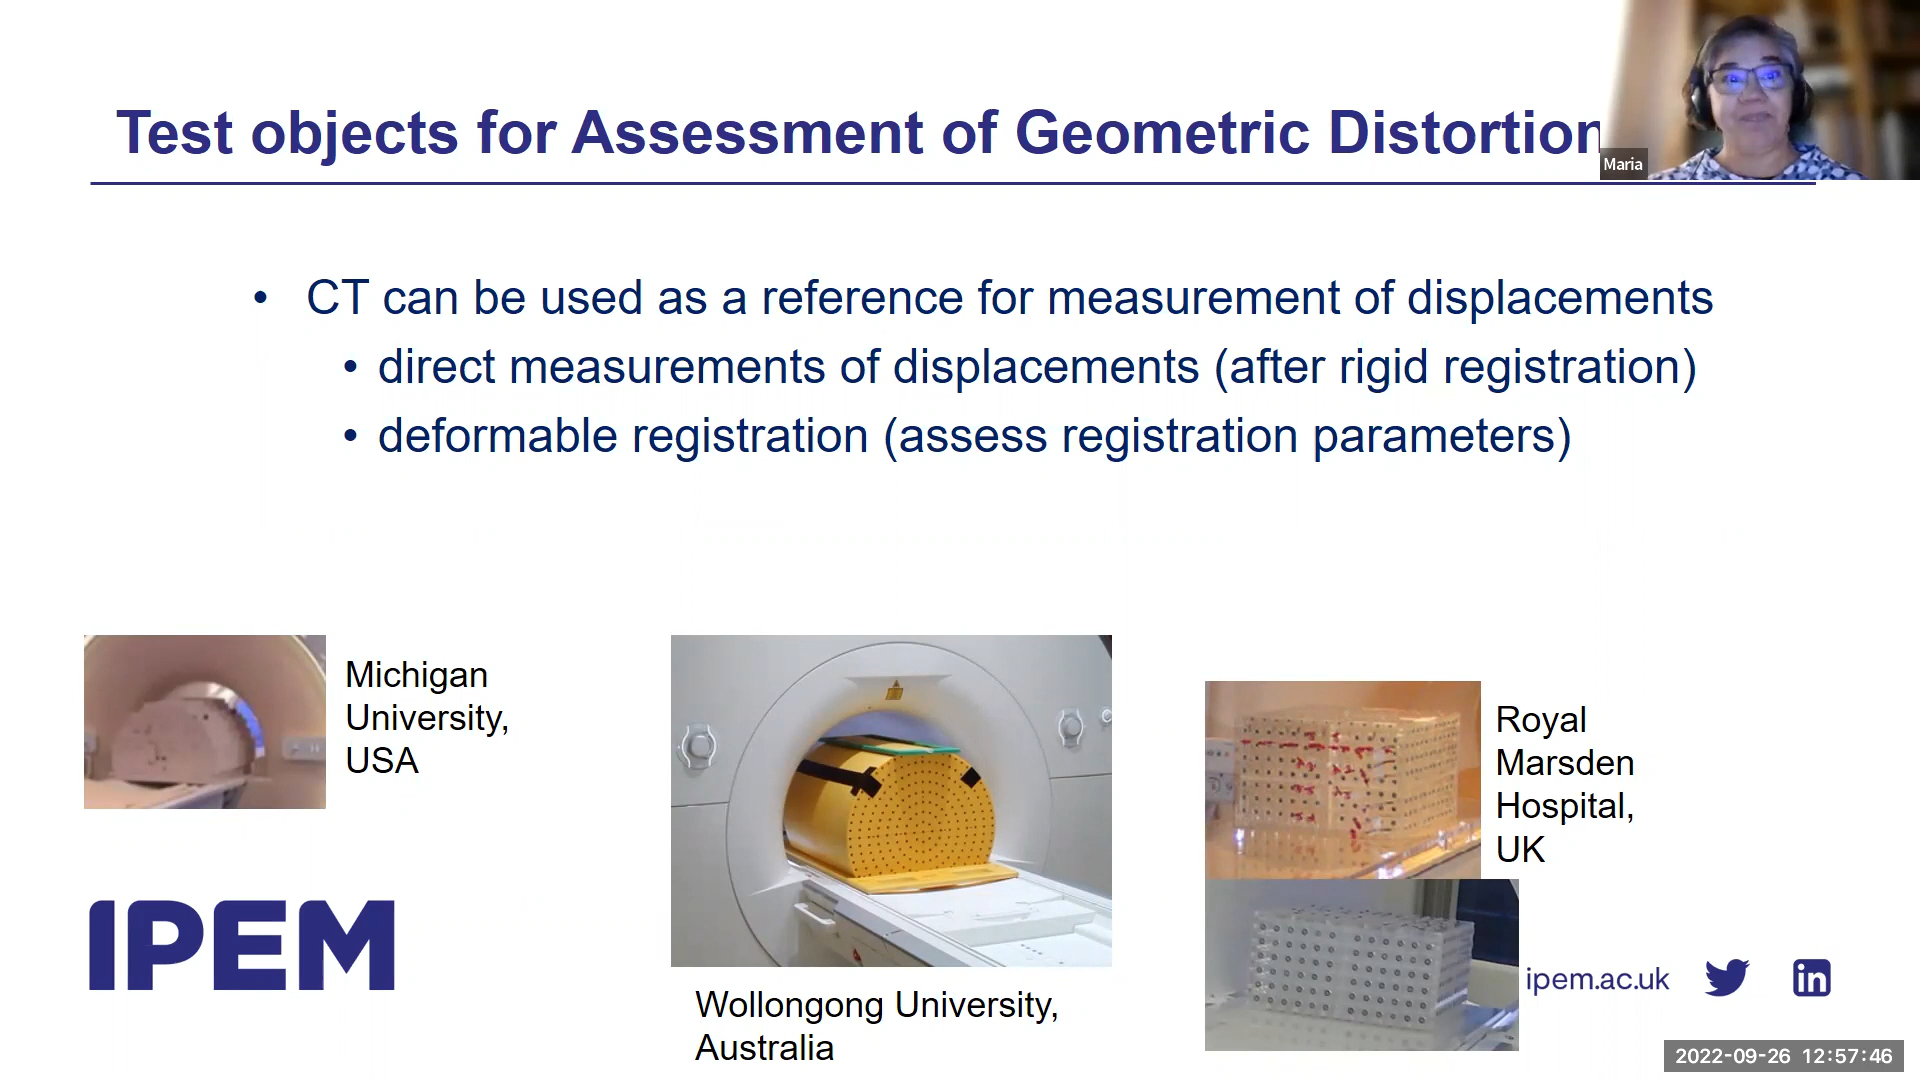 Test objects for Assessment of Geometric Distortion
Maria
• CT can be used as a reference for measurement of displacements
• direct measurements of displacements (after rigid registration)
• deformable registration (assess registration parameters)
Michigan
University,
USA
Wollongong University,
Australia
Royal
Marsden
Hospital,
UK
IPEM
ipem.ac.uk
in
2022-09-26 12:57:46